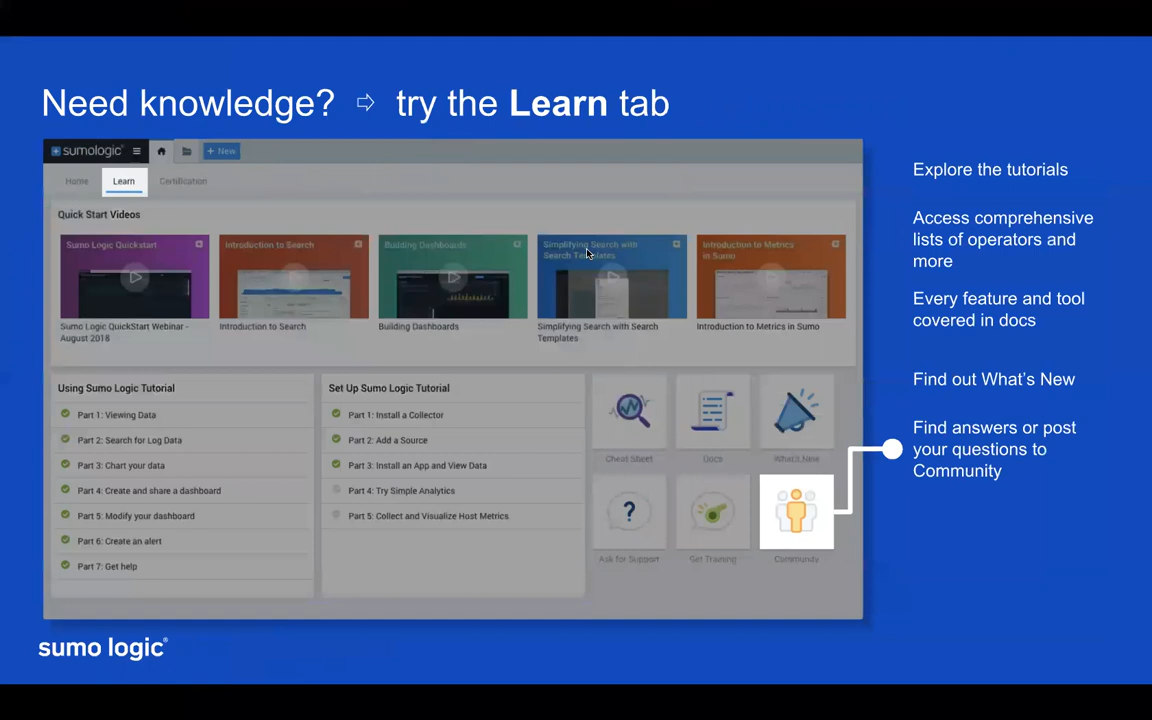 Need knowledge? ⇨ try the Learn tab
sumologic
+ New
Home
Learn
Certification
Quick Start Videos
Sumo Logic Quickstart
Introduction to Search
Building Dashboards
Simplifying Search with
Search Templates
Introduction to Metrics
in Sumo
Sumo Logic QuickStart Webinar -
August 2018
Introduction to Search
Building Dashboards
Simplifying Search with Search
Templates
Introduction to Metrics in Sumo
Using Sumo Logic Tutorial
Part 1: Viewing Data
Part 2: Search for Log Data
Part 3: Chart your data
Part 4: Create and share a dashboard
Part 5: Modify your dashboard
Part 6: Create an alert
Part 7: Get help
Set Up Sumo Logic Tutorial
Part 1: Install a Collector
Part 2: Add a Source
Part 3: Install an App and View Data
Part 4: Try Simple Analytics
Part 5: Collect and Visualize Host Metrics
Cheat Sheet
Docs
What's New
Ask for Support
Get Training
Community
Explore the tutorials
Access comprehensive
lists of operators and
more
Every feature and tool
covered in docs
Find out What's New
Find answers or post
your questions to
Community
sumo logic®